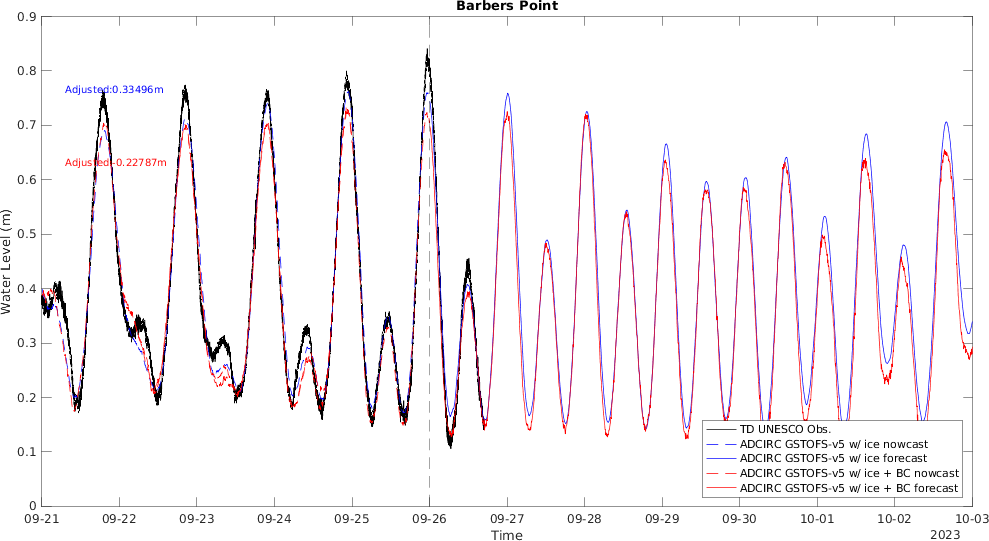 Barbers Point
0.9
0.8
0.7
0.6
0.5
0.4
0.3
0.2
0.1
0
Water Level (m)
Adjusted:0.33496m
Adjusted:-0.22787m
TD UNESCO Obs.
ADCIRC GSTOFS-v5 w/ ice nowcast
ADCIRC GSTOFS-v5 w/ ice forecast
ADCIRC GSTOFS-v5 w/ ice + BC nowcast
ADCIRC GSTOFS-v5 w/ ice + BC forecast
09-21 09-22 09-23 09-24 09-25 09-26 09-27 09-28 09-29 09-30 10-01 10-02 10-03
Time
2023